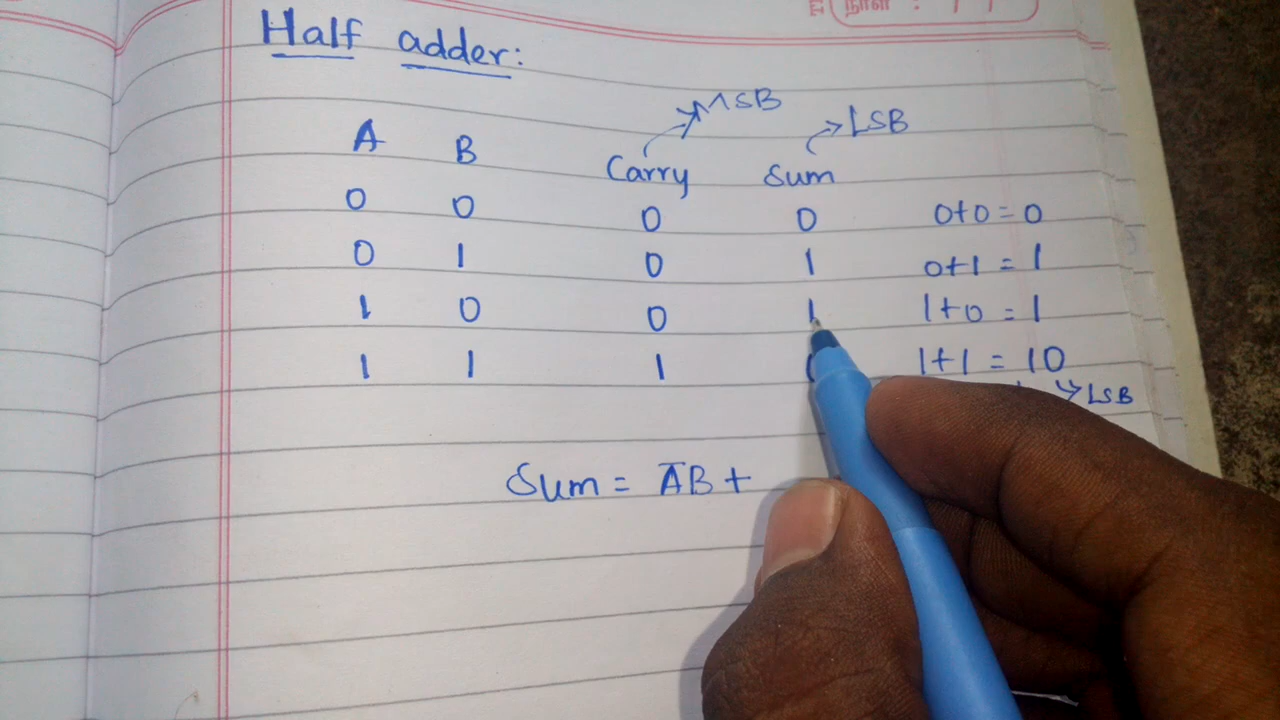 நாள் :
Half adder:
MSB LSB
A B Carry Sum
0 0 0 0 0+0=0
0 1 0 1 0+1 = 1
1 0 0 1 1+0 = 1
1 1 1 0 1+1 = 10
LSB
Sum = A̅B +